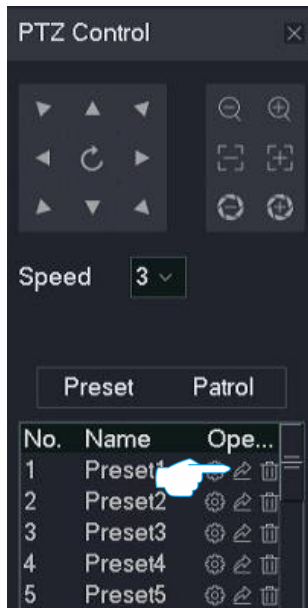 PTZ Control
Speed 3
Preset Patrol
No. Name Ope...
1 Preset1
2 Preset2
3 Preset3
4 Preset4
5 Preset5